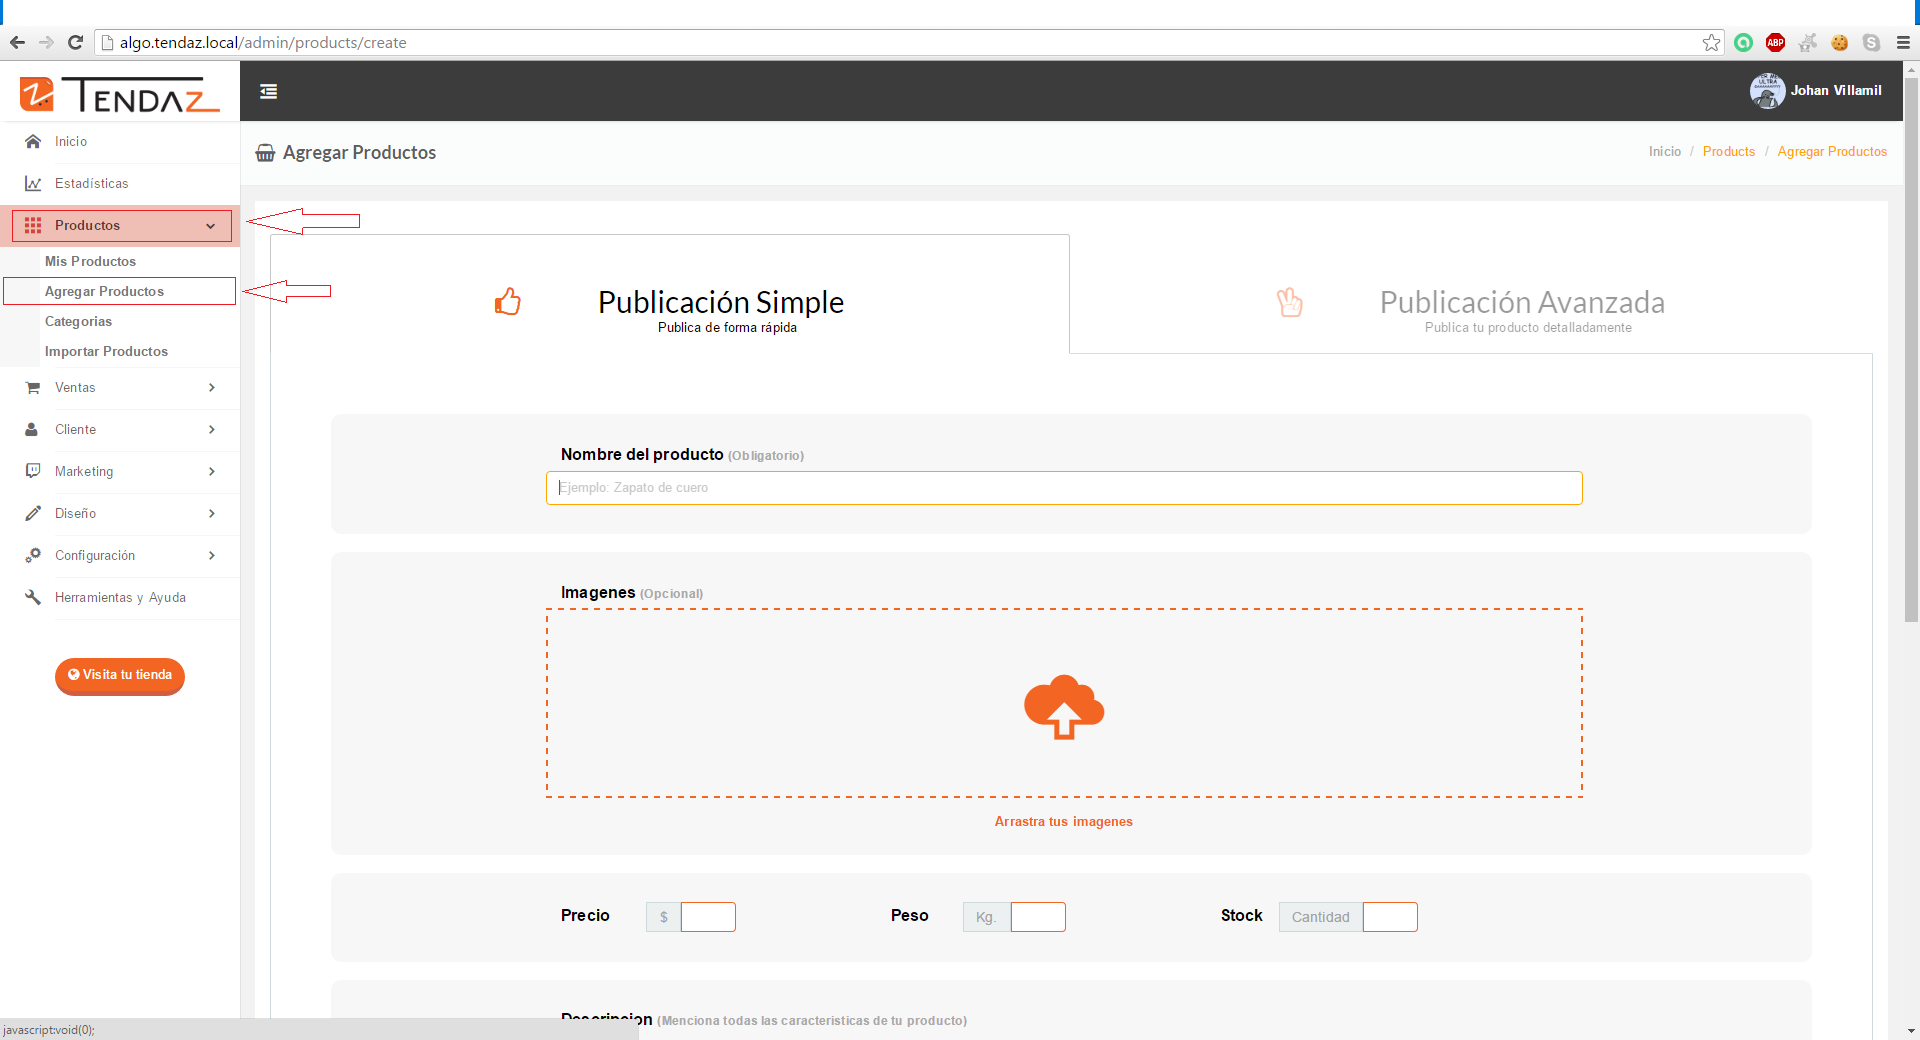 algo.tendaz.local/admin/products/create
ABP
S
TENDAZ
Johan Villamil
Inicio
Estadísticas
Productos
Mis Productos
Agregar Productos
Categorias
Importar Productos
Ventas
Cliente
Marketing
Diseño
Configuración
Herramientas y Ayuda
Visita tu tienda
Agregar Productos
Inicio / Products / Agregar Productos
Publicación Simple
Publica de forma rápida
Publicación Avanzada
Publica tu producto detalladamente
Nombre del producto (Obligatorio)
Ejemplo: Zapato de cuero
Imagenes (Opcional)
Arrastra tus imagenes
Precio $ Peso Kg. Stock Cantidad
Descripcion (Menciona todas las caracteristicas de tu producto)
javascript:void(0);